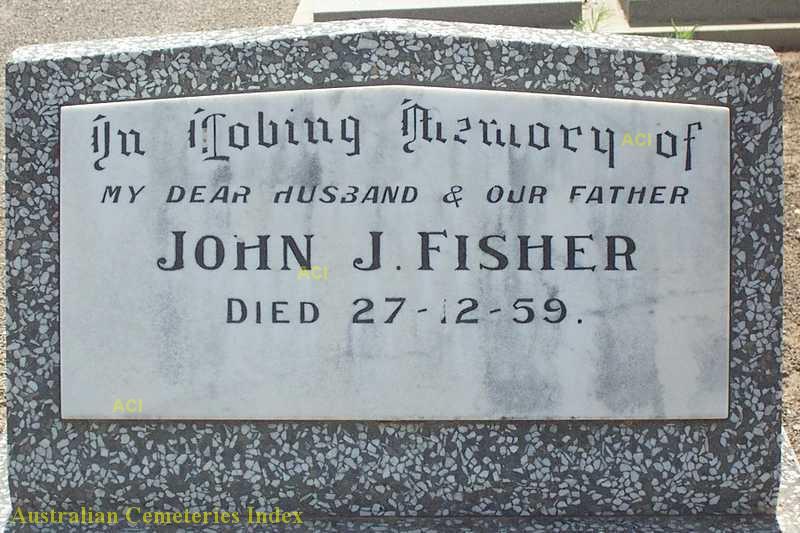 In Loving Memory of
MY DEAR HUSBAND & OUR FATHER
JOHN J. FISHER
DIED 27-12-59.
ACI
ACI
ACI
Australian Cemeteries Index